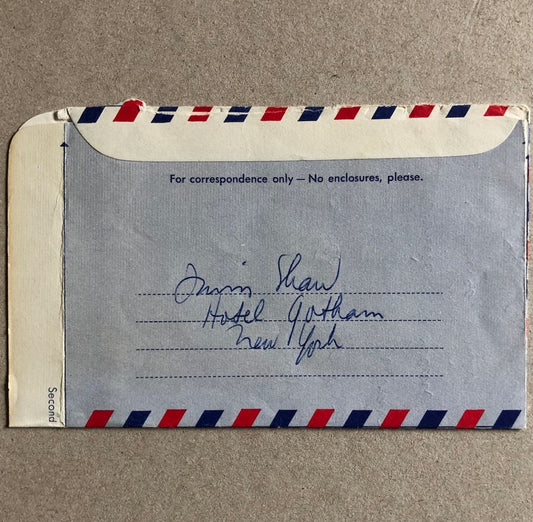 For correspondence only — No enclosures, please.
Irwin Shaw
Hotel Gotham
New York
Second